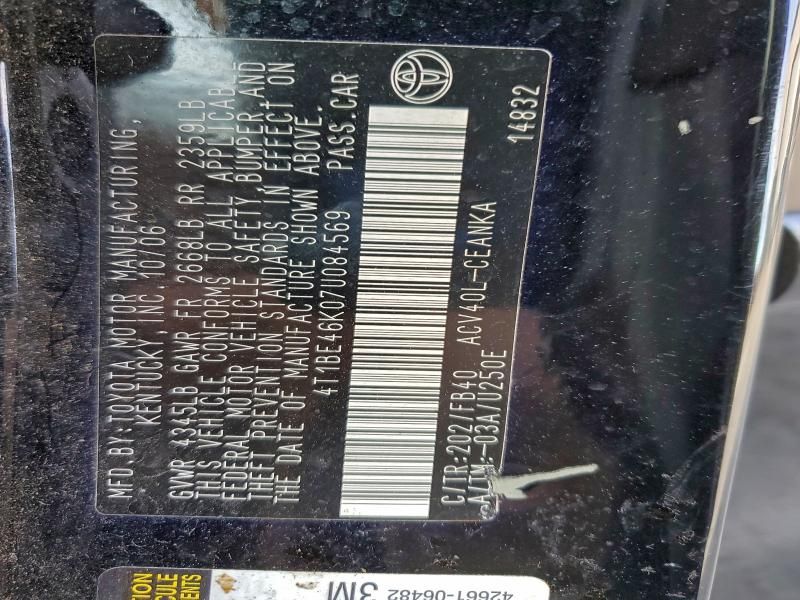 MFD. BY: TOYOTA MOTOR MANUFACTURING,
KENTUCKY, INC. 10/06
GVWR 4345LB GAWR FR 2668LB RR 2359LB
THIS VEHICLE CONFORMS TO ALL APPLICABLE
FEDERAL MOTOR VEHICLE SAFETY, BUMPER, AND
THEFT PREVENTION STANDARDS IN EFFECT ON
THE DATE OF MANUFACTURE SHOWN ABOVE.
4T1BE46K07U084569 PASS.CAR
C/TR:202/FB40 ACV40L-CEANKA
A/TM:-03A/U250E 14832
42661-06482
3M